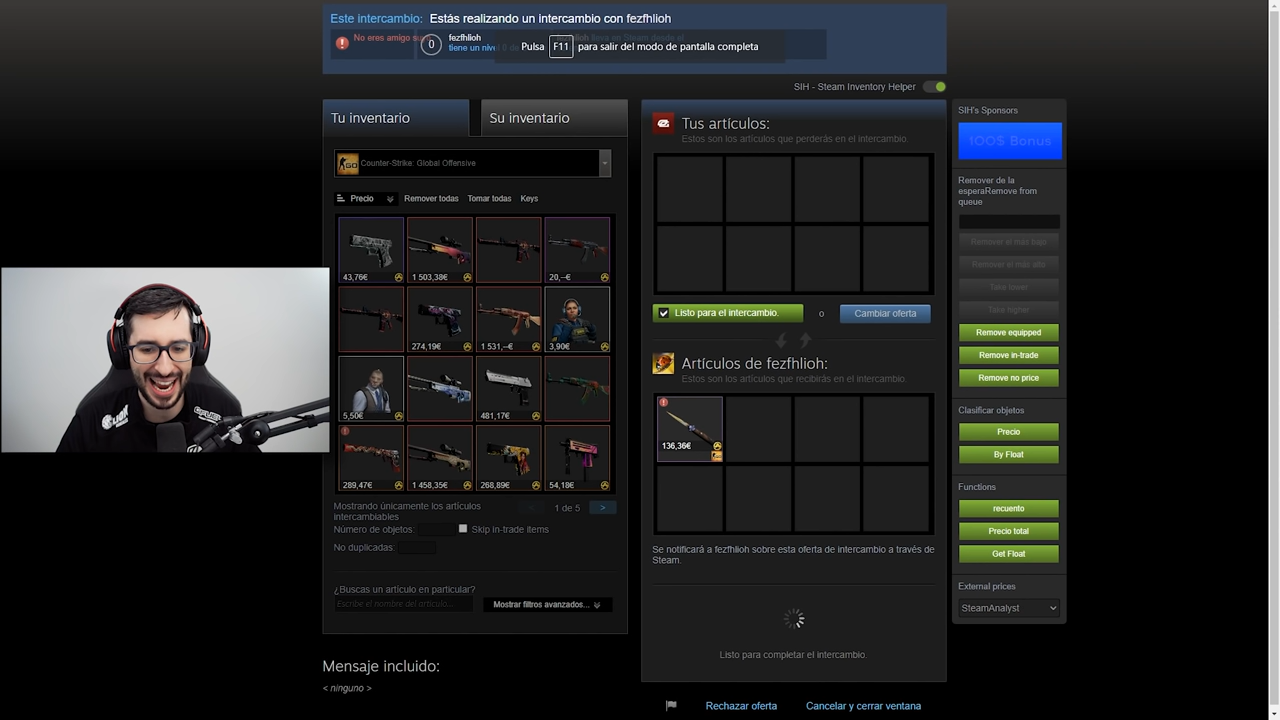 Este intercambio: Estás realizando un intercambio con fezfhlioh
No eres amigo
fezfhlioh
tiene un nivel
0
Pulsa F11 para salir del modo de pantalla completa
SIH - Steam Inventory Helper
Tu inventario
Su inventario
Counter-Strike: Global Offensive
Precio
Remover todas
Tomar todas
Keys
43,76€
1 503,38€
20,--€
274,19€
1 531,--€
3,90€
5,50€
481,17€
289,47€
1 458,35€
268,89€
54,18€
Mostrando únicamente los artículos
intercambiables
1 de 5
>
Número de objetos:
Skip in-trade items
No duplicadas:
¿Buscas un artículo en particular?
Escribe el nombre del artículo...
Mostrar filtros avanzados...
Mensaje incluido:
< ninguno >
Tus artículos:
Estos son los artículos que perderás en el intercambio.
Listo para el intercambio.
o
Cambiar oferta
Artículos de fezfhlioh:
Estos son los artículos que recibirás en el intercambio.
136,36€
Se notificará a fezfhlioh sobre esta oferta de intercambio a través de
Steam.
Listo para completar el intercambio.
Rechazar oferta
Cancelar y cerrar ventana
SIH's Sponsors
100$ Bonus
Remover de la
esperaRemove from
queue
Remover el más bajo
Remover el más alto
Take lower
Take higher
Remove equipped
Remove in-trade
Remove no price
Clasificar objetos
Precio
By Float
Functions
recuento
Precio total
Get Float
External prices
SteamAnalyst